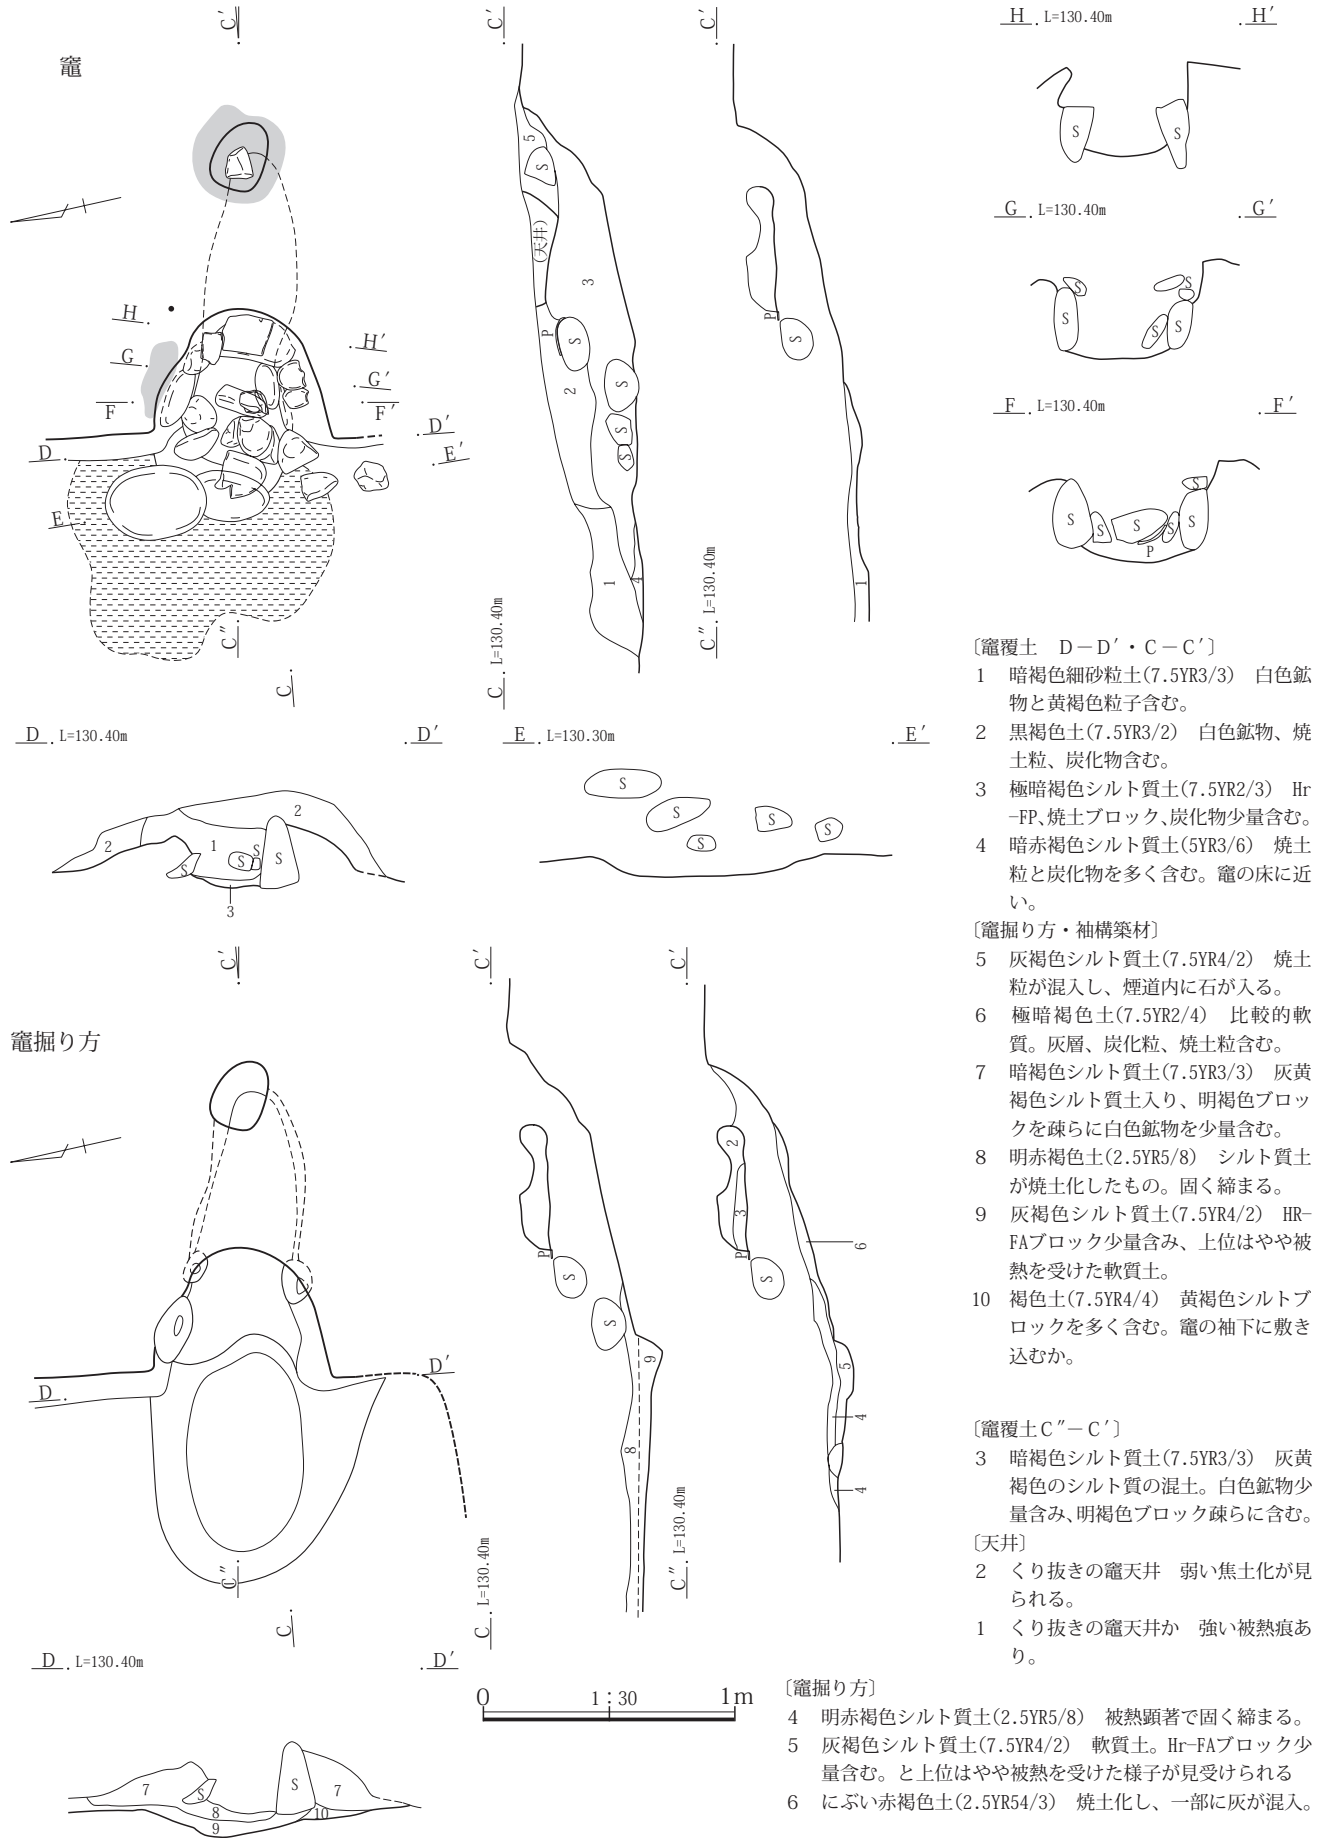 竈
C′
C′
C′
H . L=130.40m . H′
S
S
G . L=130.40m . G′
S
S
S
S
S
F . L=130.40m . F′
S
S
S
S
S
S
P
H .
. H′
G .
. G′
F .
. F′
D .
. D′
E
. E′
C″
C
5
S
(天井)
3
P
S
2
S
S
S
1
4
C . L=130.40m
P
S
1
C″. L=130.40m
D . L=130.40m . D′
2
2
1
S
S
S
S
3
E . L=130.30m . E′
S
S
S
S
S
〔竈覆土 D－D′・C－C′〕
1 暗褐色細砂粒土(7.5YR3/3) 白色鉱
物と黄褐色粒子含む。
2 黒褐色土(7.5YR3/2) 白色鉱物、焼
土粒、炭化物含む。
3 極暗褐色シルト質土(7.5YR2/3) Hr
-FP、焼土ブロック、炭化物少量含む。
4 暗赤褐色シルト質土(5YR3/6) 焼土
粒と炭化物を多く含む。竈の床に近
い。
〔竈掘り方・袖構築材〕
5 灰褐色シルト質土(7.5YR4/2) 焼土
粒が混入し、煙道内に石が入る。
6 極暗褐色土(7.5YR2/4) 比較的軟
質。灰層、炭化粒、焼土粒含む。
7 暗褐色シルト質土(7.5YR3/3) 灰黄
褐色シルト質土入り、明褐色ブロッ
クを疎らに白色鉱物を少量含む。
8 明赤褐色土(2.5YR5/8) シルト質土
が焼土化したもの。固く締まる。
9 灰褐色シルト質土(7.5YR4/2) HR-
FAブロック少量含み、上位はやや被
熱を受けた軟質土。
10 褐色土(7.5YR4/4) 黄褐色シルトブ
ロックを多く含む。竈の袖下に敷き
込むか。
〔竈覆土C″－C′〕
3 暗褐色シルト質土(7.5YR3/3) 灰黄
褐色のシルト質の混土。白色鉱物少
量含み、明褐色ブロック疎らに含む。
〔天井〕
2 くり抜きの竈天井 弱い焦土化が見
られる。
1 くり抜きの竈天井か 強い被熱痕あ
り。
〔竈掘り方〕
4 明赤褐色シルト質土(2.5YR5/8) 被熱顕著で固く締まる。
5 灰褐色シルト質土(7.5YR4/2) 軟質土。Hr-FAブロック少
量含む。と上位はやや被熱を受けた様子が見受けられる
6 にぶい赤褐色土(2.5YR54/3) 焼土化し、一部に灰が混入。
竈掘り方
C′
C′
C′
D .
D′
C″
C
P
S
S
9
8
C . L=130.40m
2
3
P
S
6
5
4
4
C″. L=130.40m
D . L=130.40m . D′
7
S
S
7
8
10
9
0 1：30 1m